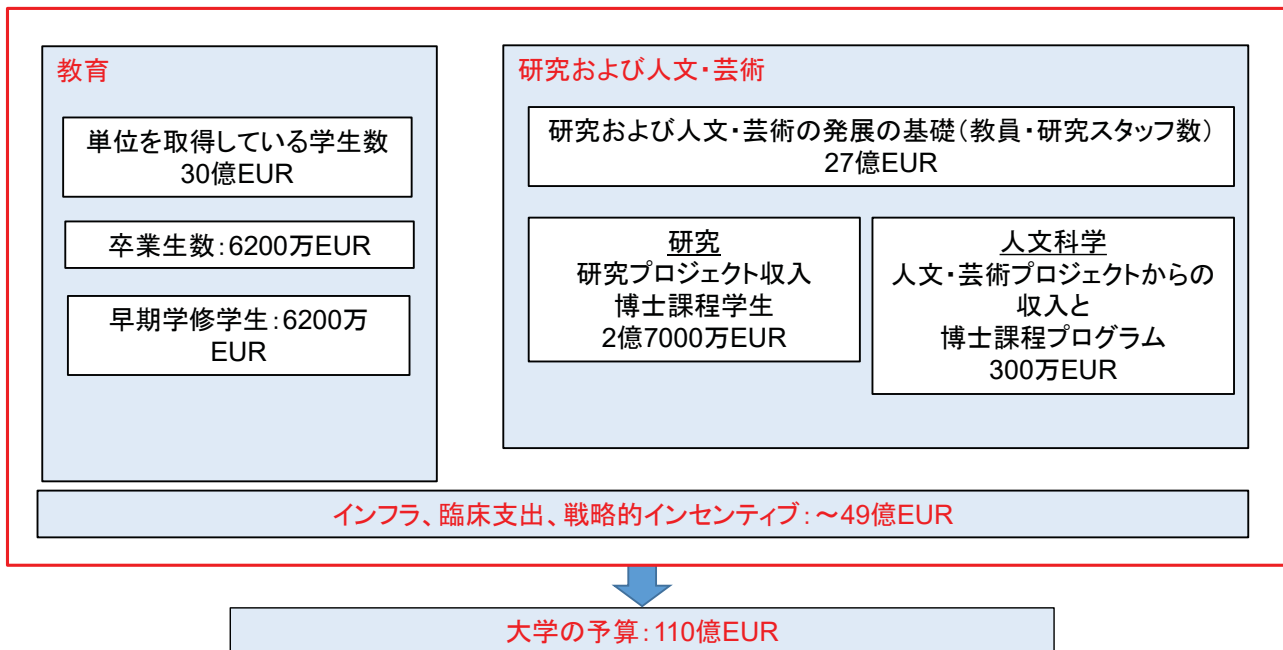 教育
単位を取得している学生数
30億EUR
卒業生数：6200万EUR
早期学修学生：6200万
EUR
研究および人文・芸術
研究および人文・芸術の発展の基礎（教員・研究スタッフ数）
27億EUR
研究
研究プロジェクト収入
博士課程学生
2億7000万EUR
人文科学
人文・芸術プロジェクトからの
収入と
博士課程プログラム
300万EUR
インフラ、臨床支出、戦略的インセンティブ：～49億EUR
大学の予算：110億EUR